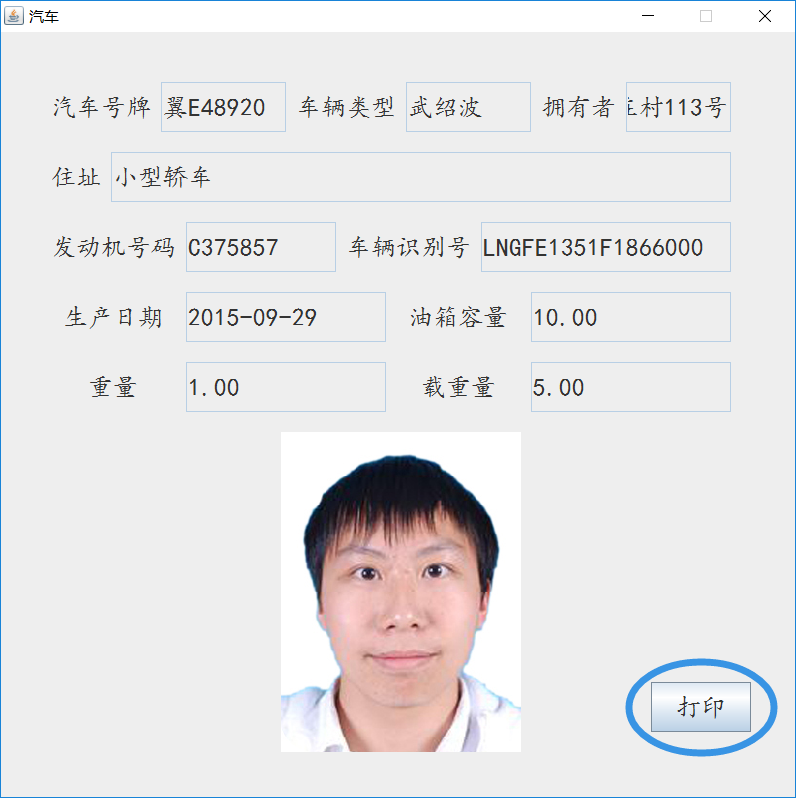 汽车
汽车号牌 翼E48920 车辆类型 武绍波 拥有者 村113号
住址 小型轿车
发动机号码 C375857 车辆识别号 LNGFE1351F1866000
生产日期 2015-09-29 油箱容量 10.00
重量 1.00 载重量 5.00
打印